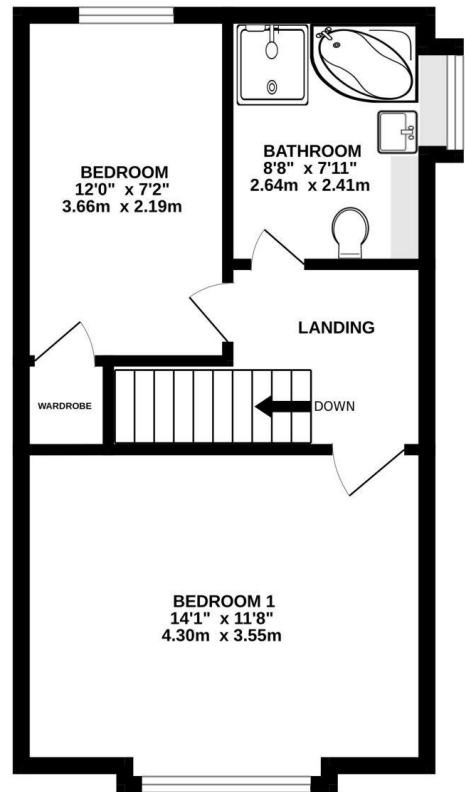 BEDROOM
12'0" x 7'2"
3.66m x 2.19m
BATHROOM
8'8" x 7'11"
2.64m x 2.41m
LANDING
WARDROBE
DOWN
BEDROOM 1
14'1" x 11'8"
4.30m x 3.55m